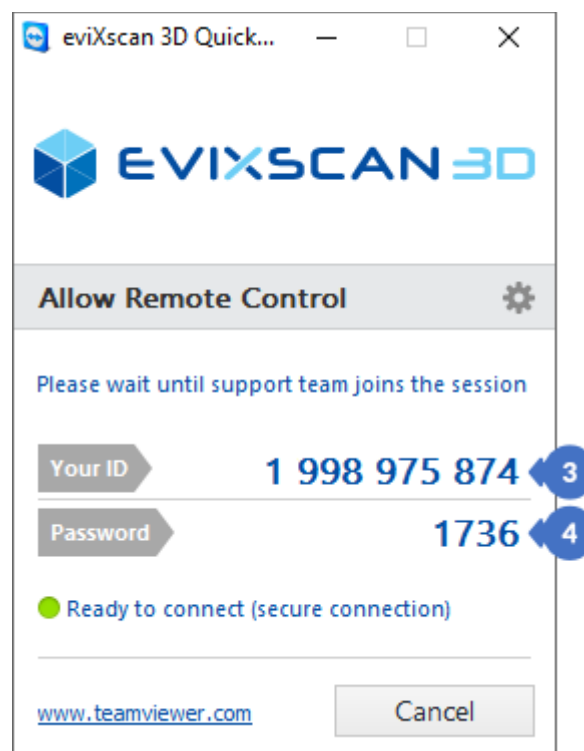 eviXscan 3D Quick...
EVIXSCAN 3D
Allow Remote Control
Please wait until support team joins the session
Your ID 1 998 975 874 3
Password 1736 4
Ready to connect (secure connection)
www.teamviewer.com Cancel